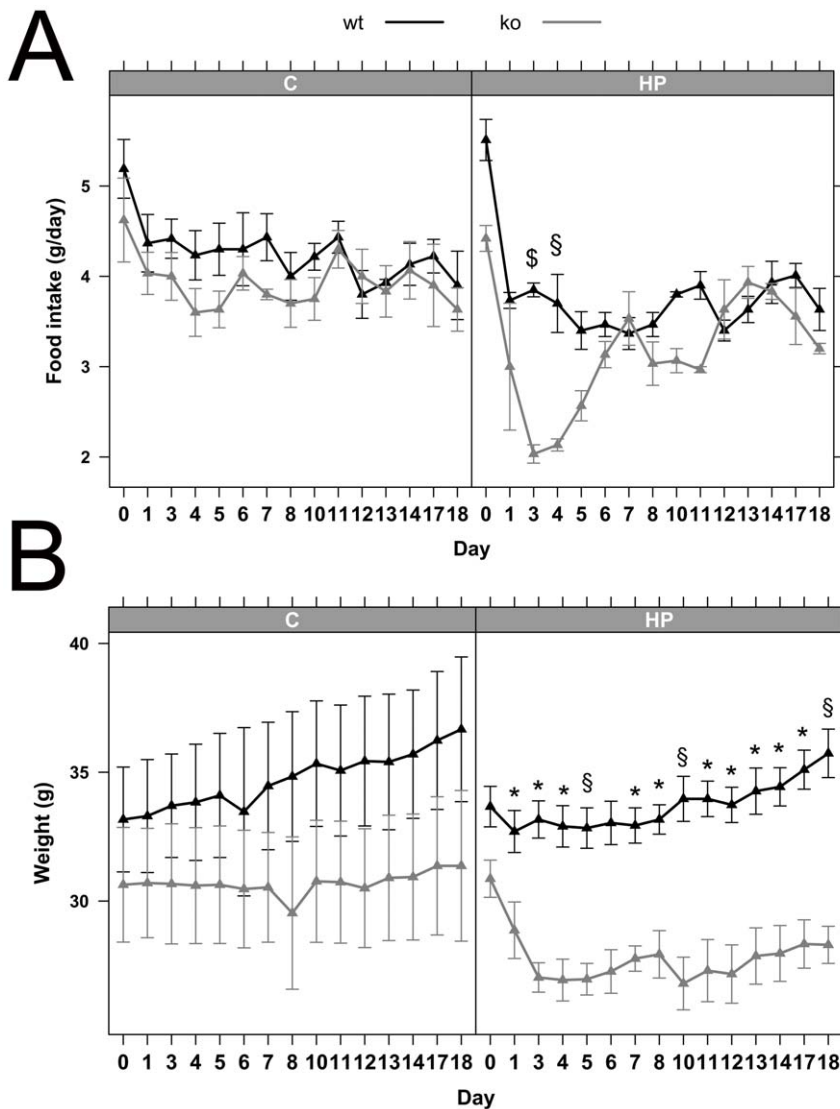 wt ko
A
C HP
Food intake (g/day)
5
4
3
2
$ §
0 1 3 4 5 6 7 8 10 11 12 13 14 17 18 0 1 3 4 5 6 7 8 10 11 12 13 14 17 18
Day
B
C HP
Weight (g)
40
35
30
* * * § * * § * * * * * §
0 1 3 4 5 6 7 8 10 11 12 13 14 17 18 0 1 3 4 5 6 7 8 10 11 12 13 14 17 18
Day